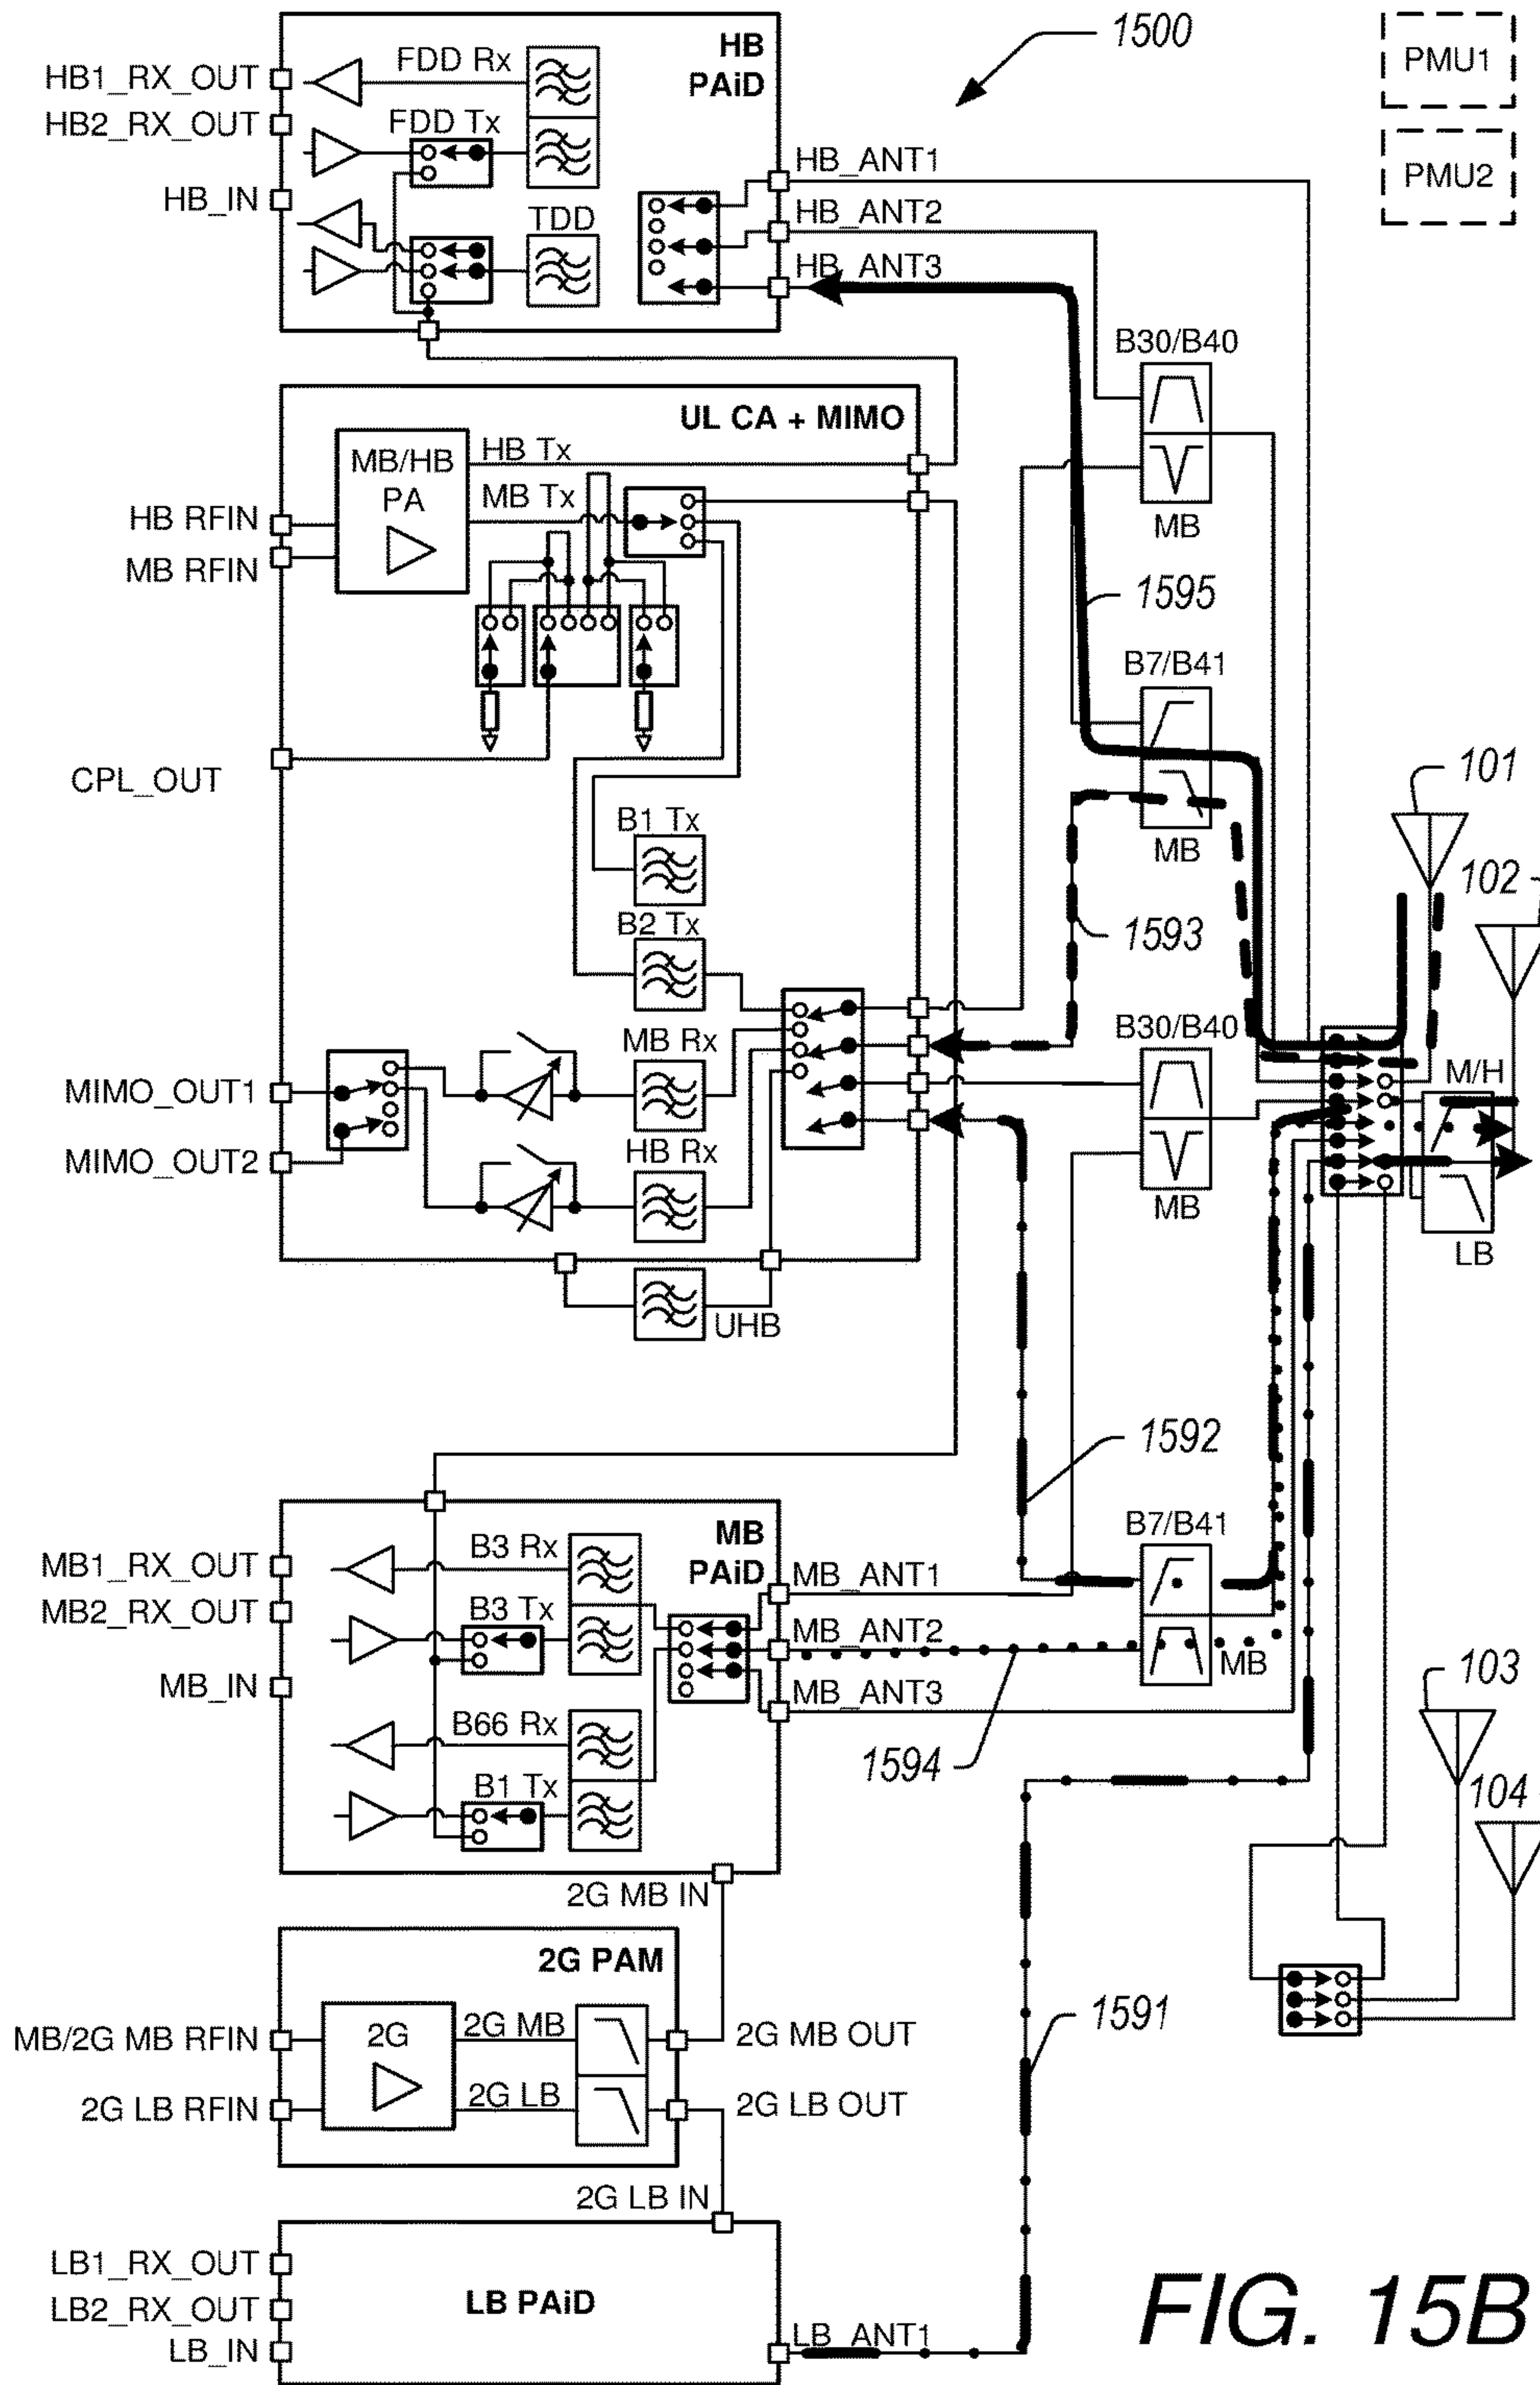 1500
PMU1
PMU2
HB
PAiD
HB1_RX_OUT
HB2_RX_OUT
HB_IN
FDD Rx
FDD Tx
TDD
HB_ANT1
HB_ANT2
HB_ANT3
B30/B40
MB
UL CA + MIMO
MB/HB
PA
HB Tx
MB Tx
HB RFIN
MB RFIN
1595
B7/B41
MB
CPL_OUT
101
102
B1 Tx
B2 Tx
1593
B30/B40
MB
MB Rx
HB Rx
MIMO_OUT1
MIMO_OUT2
M/H
LB
UHB
1592
B7/B41
MB
MB
PAiD
MB1_RX_OUT
MB2_RX_OUT
MB_IN
B3 Rx
B3 Tx
B66 Rx
B1 Tx
MB_ANT1
MB_ANT2
MB_ANT3
1594
103
104
2G MB IN
2G PAM
MB/2G MB RFIN
2G LB RFIN
2G
2G MB
2G LB
2G MB OUT
2G LB OUT
1591
2G LB IN
LB1_RX_OUT
LB2_RX_OUT
LB_IN
LB PAiD
LB_ANT1
FIG. 15B